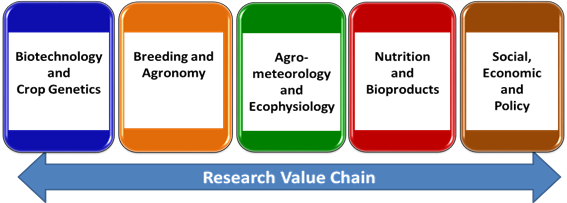 Biotechnology
and
Crop Genetics
Breeding and
Agronomy
Agro-
meteorology
and
Ecophysiology
Nutrition
and
Bioproducts
Social,
Economic
and
Policy
Research Value Chain